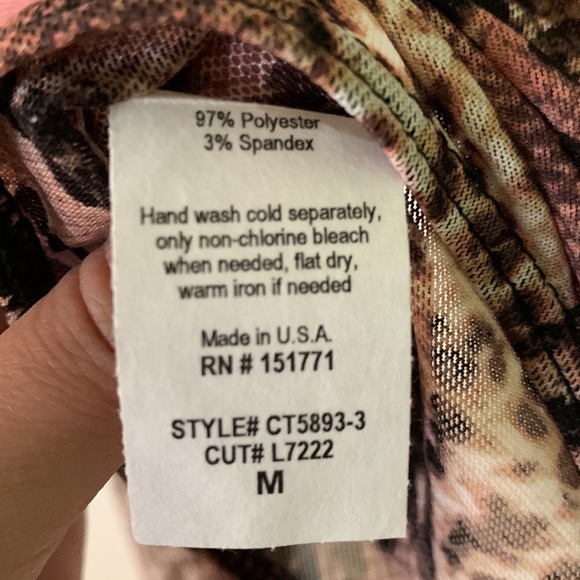 97% Polyester
3% Spandex
Hand wash cold separately,
only non-chlorine bleach
when needed, flat dry,
warm iron if needed
Made in U.S.A.
RN # 151771
STYLE# CT5893-3
CUT# L7222
M